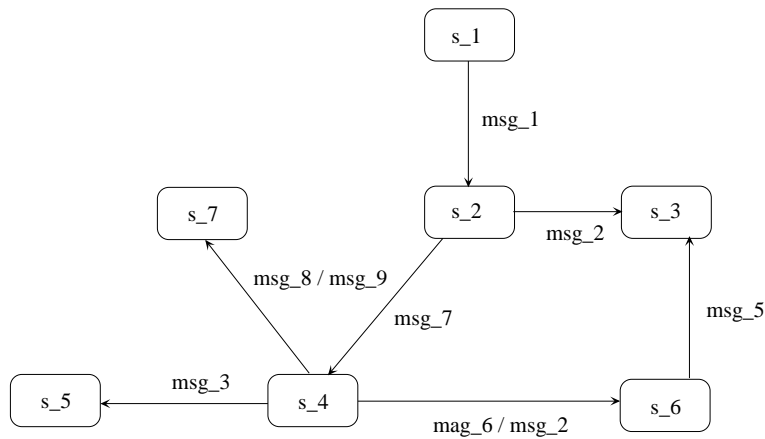 s_1
msg_1
s_7
s_2
s_3
msg_2
msg_8 / msg_9
msg_7
msg_5
msg_3
s_5
s_4
s_6
mag_6 / msg_2